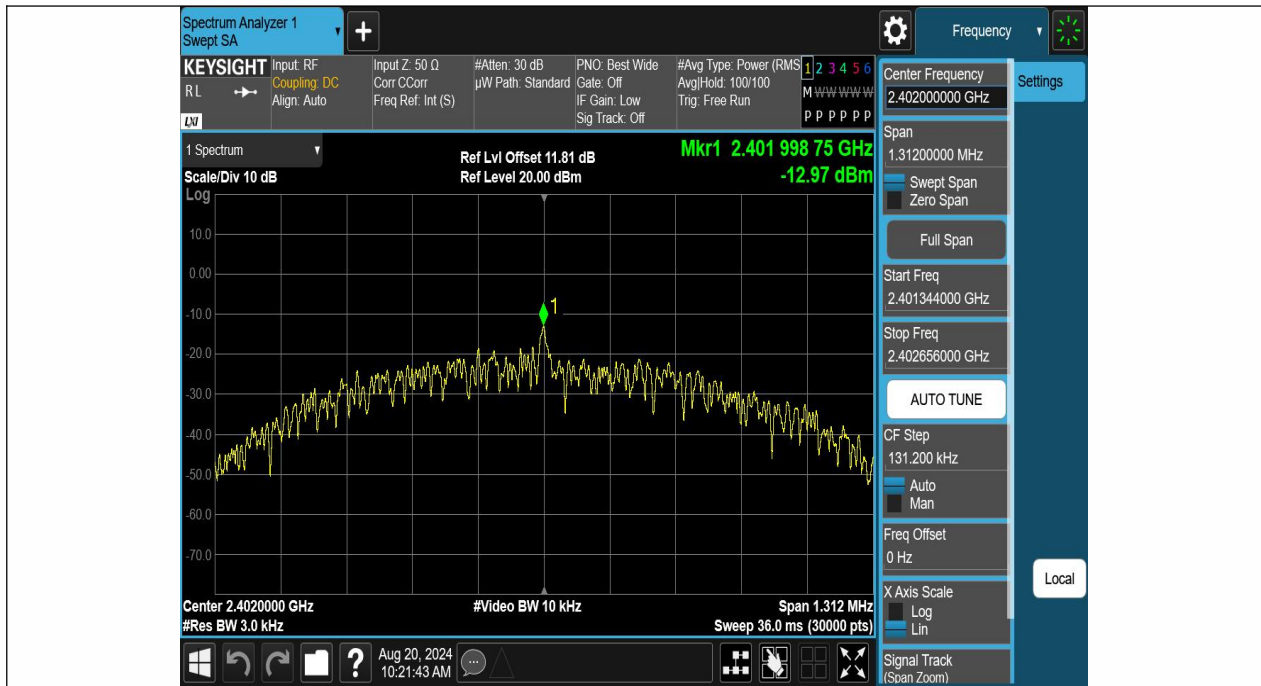 Spectrum Analyzer 1
Swept SA
+
Frequency
KEYSIGHT
RL
LXI
Input: RF
Coupling: DC
Align: Auto
Input Z: 50 Ω
Corr CCorr
Freq Ref: Int (S)
#Atten: 30 dB
µW Path: Standard
PNO: Best Wide
Gate: Off
IF Gain: Low
Sig Track: Off
#Avg Type: Power (RMS
Avg|Hold: 100/100
Trig: Free Run
1 2 3 4 5 6
M W W W W W
P P P P P P
1 Spectrum
Scale/Div 10 dB
Log
Ref Lvl Offset 11.81 dB
Ref Level 20.00 dBm
Mkr1 2.401 998 75 GHz
-12.97 dBm
10.0
0.00
-10.0
-20.0
-30.0
-40.0
-50.0
-60.0
-70.0
1
Center 2.4020000 GHz
#Res BW 3.0 kHz
#Video BW 10 kHz
Span 1.312 MHz
Sweep 36.0 ms (30000 pts)
Center Frequency
2.402000000 GHz
Settings
Span
1.31200000 MHz
Swept Span
Zero Span
Full Span
Start Freq
2.401344000 GHz
Stop Freq
2.402656000 GHz
AUTO TUNE
CF Step
131.200 kHz
Auto
Man
Freq Offset
0 Hz
X Axis Scale
Log
Lin
Signal Track
(Span Zoom)
Local
?
Aug 20, 2024
10:21:43 AM